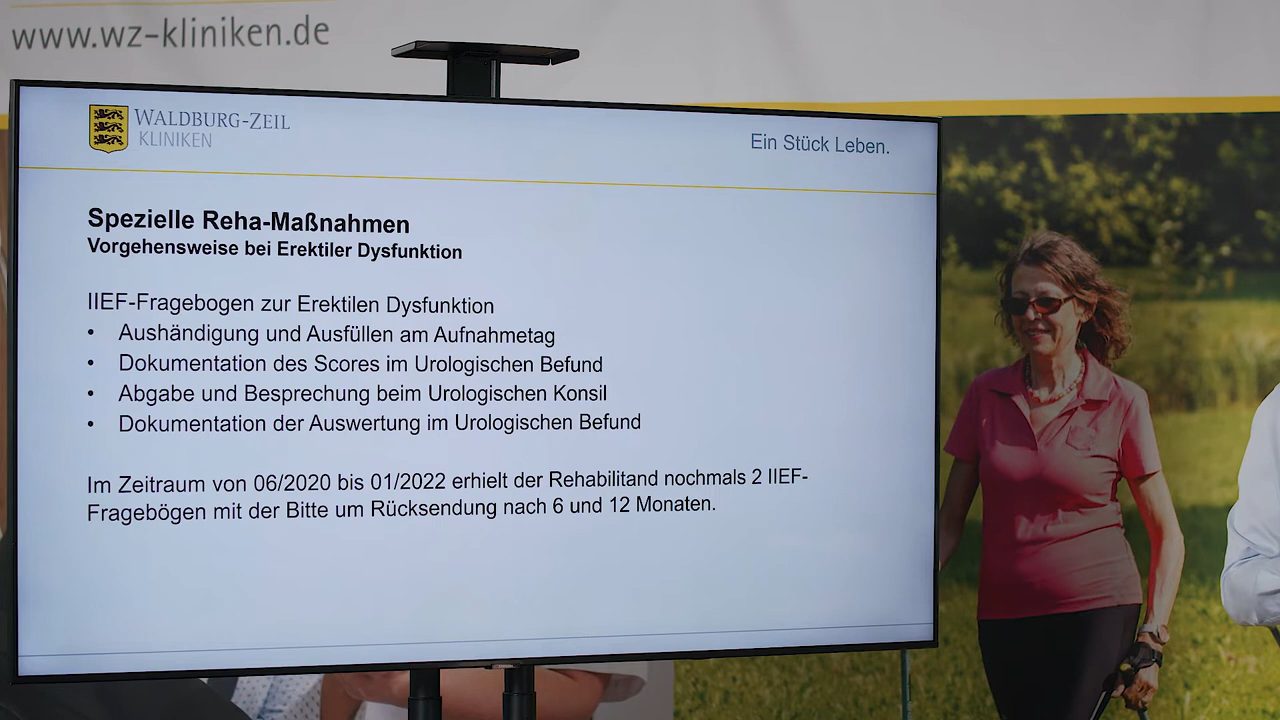 www.wz-kliniken.de
WALDBURG-ZEIL
KLINIKEN
Ein Stück Leben.
Spezielle Reha-Maßnahmen
Vorgehensweise bei Erektiler Dysfunktion
IIEF-Fragebogen zur Erektilen Dysfunktion
• Aushändigung und Ausfüllen am Aufnahmetag
• Dokumentation des Scores im Urologischen Befund
• Abgabe und Besprechung beim Urologischen Konsil
• Dokumentation der Auswertung im Urologischen Befund
Im Zeitraum von 06/2020 bis 01/2022 erhielt der Rehabilitand nochmals 2 IIEF-
Fragebögen mit der Bitte um Rücksendung nach 6 und 12 Monaten.